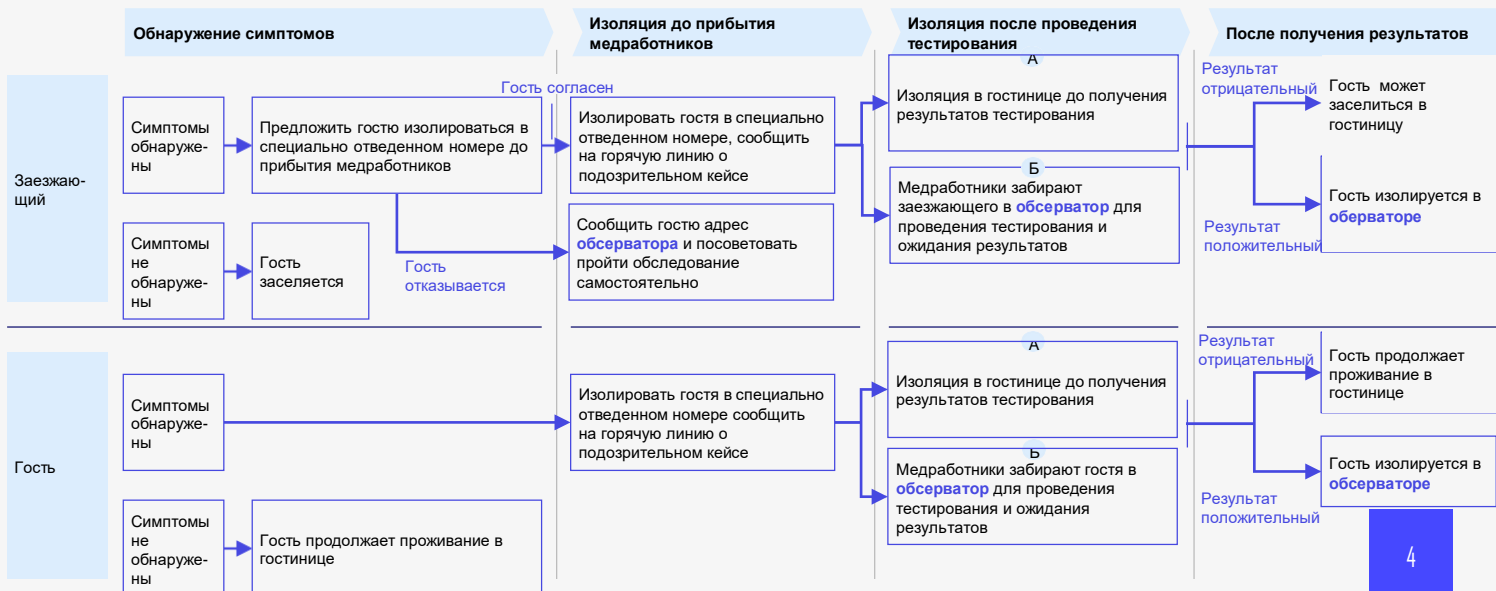 Обнаружение симптомов
Изоляция до прибытия
медработников
Изоляция после проведения
тестирования
После получения результатов
Заезжаю-
щий
Симптомы
обнаруже-
ны
Предложить гостю изолироваться в
специально отведенном номере до
прибытия медработников
Гость согласен
Изолировать гостя в специально
отведенном номере, сообщить
на горячую линию о
подозрительном кейсе
А
Изоляция в гостинице до получения
результатов тестирования
Результат
отрицательный
Гость может
заселиться в
гостиницу
Б
Медработники забирают
заезжающего в обсерватор для
проведения тестирования и
ожидания результатов
Результат
положительный
Гость изолируется в
оберваторе
Симптомы
не
обнаруже-
ны
Гость
заселяется
Гость
отказывается
Сообщить гостю адрес
обсерватора и посоветовать
пройти обследование
самостоятельно
Гость
Симптомы
обнаруже-
ны
Изолировать гостя в специально
отведенном номере сообщить
на горячую линию о
подозрительном кейсе
А
Изоляция в гостинице до получения
результатов тестирования
Результат
отрицательный
Гость продолжает
проживание в
гостинице
Б
Медработники забирают гостя в
обсерватор для проведения
тестирования и ожидания
результатов
Результат
положительный
Гость изолируется в
обсерваторе
Симптомы
не
обнаруже-
ны
Гость продолжает проживание в
гостинице
4